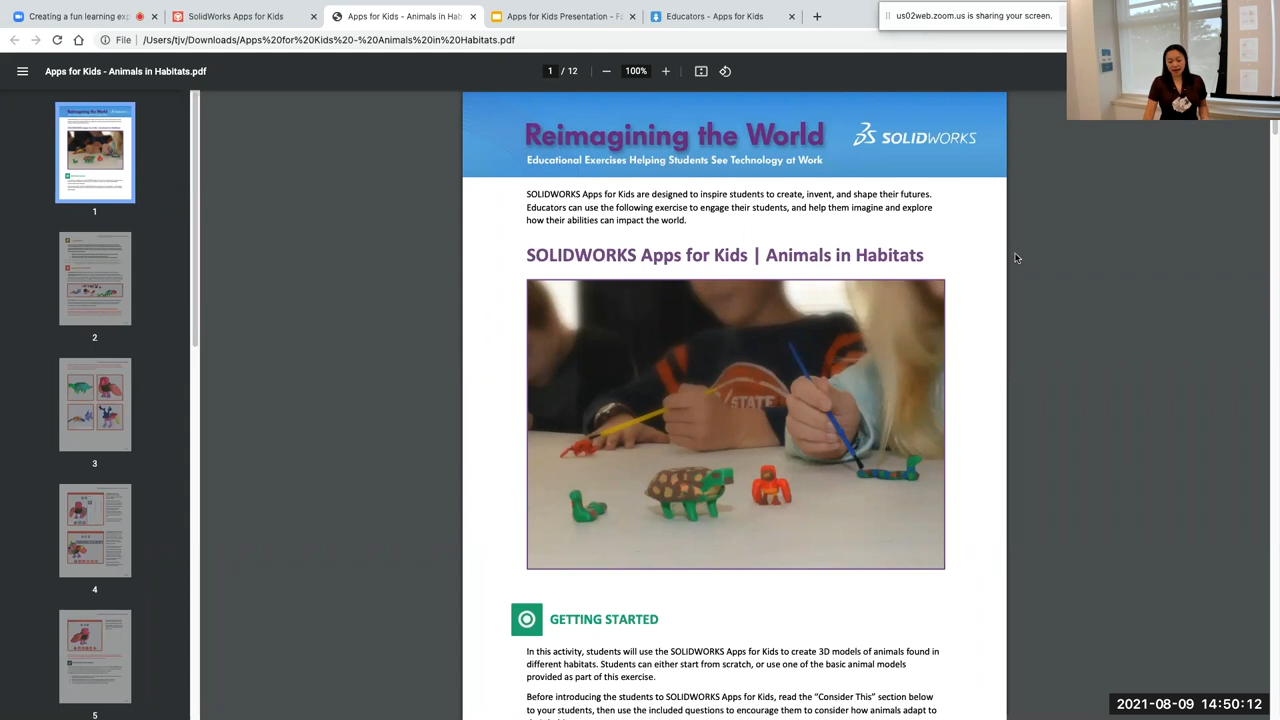 Creating a fun learning exp
SolidWorks Apps for Kids
Apps for Kids - Animals in Hab
Apps for Kids Presentation - Fo
Educators - Apps for Kids
us02web.zoom.us is sharing your screen.
File
/Users/tjv/Downloads/Apps%20for%20Kids%20-%20Animals%20in%20Habitats.pdf
Apps for Kids - Animals in Habitats.pdf
1 / 12
100%
Reimagining the World
SOLIDWORKS
Educational Exercises Helping Students See Technology at Work
SOLIDWORKS Apps for Kids are designed to inspire students to create, invent, and shape their futures.
Educators can use the following exercise to engage their students, and help them imagine and explore
how their abilities can impact the world.
SOLIDWORKS Apps for Kids | Animals in Habitats
STATE
GETTING STARTED
In this activity, students will use the SOLIDWORKS Apps for Kids to create 3D models of animals found in
different habitats. Students can either start from scratch, or use one of the basic animal models
provided as part of this exercise.
Before introducing the students to SOLIDWORKS Apps for Kids, read the “Consider This” section below
to your students, then use the included questions to encourage them to consider how animals adapt to
1
2
3
4
5
2021-08-09 14:50:12